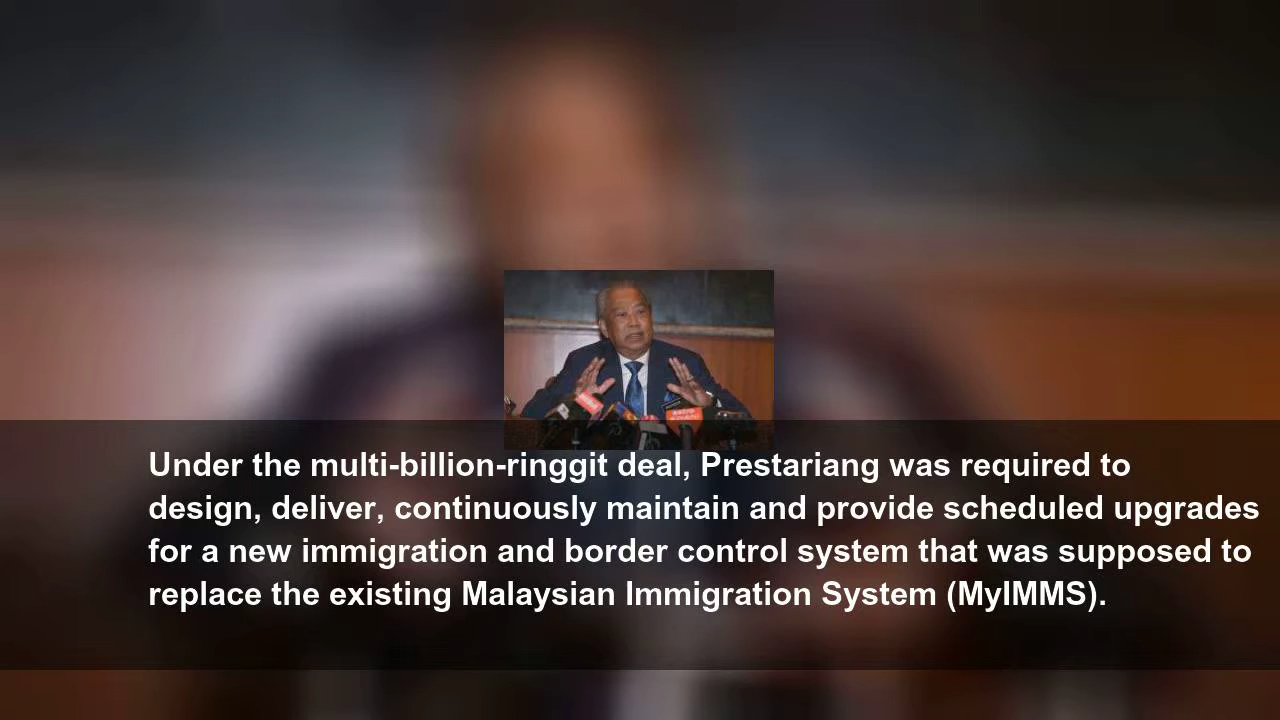 Under the multi-billion-ringgit deal, Prestariang was required to
design, deliver, continuously maintain and provide scheduled upgrades
for a new immigration and border control system that was supposed to
replace the existing Malaysian Immigration System (MyIMMS).